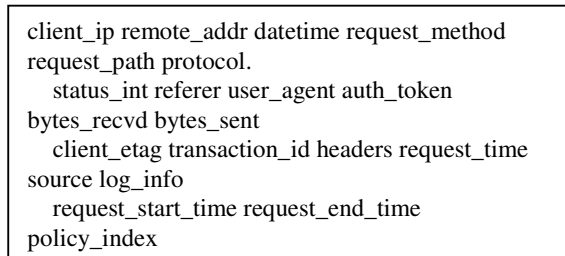 client_ip remote_addr datetime request_method
request_path protocol.
status_int referer user_agent auth_token
bytes_recvd bytes_sent
client_etag transaction_id headers request_time
source log_info
request_start_time request_end_time
policy_index